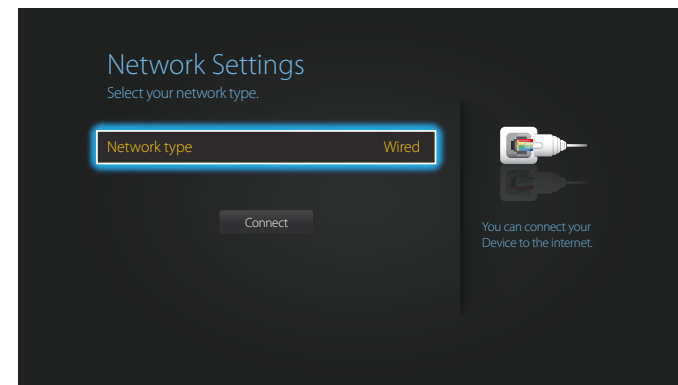 Network Settings
Select your network type.
Network type Wired
Connect
You can connect your
Device to the internet.